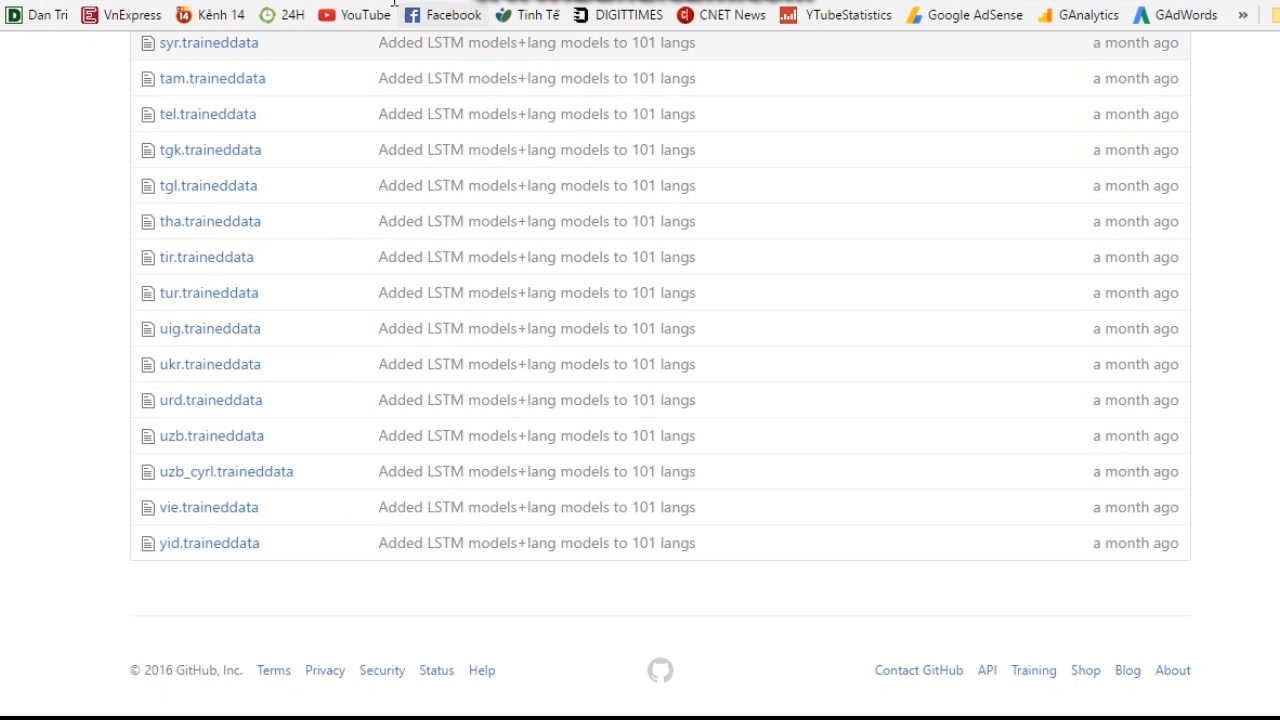 Dan Tri VnExpress Kênh 14 24H YouTube Facebook Tinh Tế DIGITTIMES CNET News YTubeStatistics Google AdSense GAnalytics GAdWords »
syr.traineddata Added LSTM models+lang models to 101 langs a month ago
tam.traineddata Added LSTM models+lang models to 101 langs a month ago
tel.traineddata Added LSTM models+lang models to 101 langs a month ago
tgk.traineddata Added LSTM models+lang models to 101 langs a month ago
tgl.traineddata Added LSTM models+lang models to 101 langs a month ago
tha.traineddata Added LSTM models+lang models to 101 langs a month ago
tir.traineddata Added LSTM models+lang models to 101 langs a month ago
tur.traineddata Added LSTM models+lang models to 101 langs a month ago
uig.traineddata Added LSTM models+lang models to 101 langs a month ago
ukr.traineddata Added LSTM models+lang models to 101 langs a month ago
urd.traineddata Added LSTM models+lang models to 101 langs a month ago
uzb.traineddata Added LSTM models+lang models to 101 langs a month ago
uzb_cyrl.traineddata Added LSTM models+lang models to 101 langs a month ago
vie.traineddata Added LSTM models+lang models to 101 langs a month ago
yid.traineddata Added LSTM models+lang models to 101 langs a month ago
© 2016 GitHub, Inc. Terms Privacy Security Status Help Contact GitHub API Training Shop Blog About